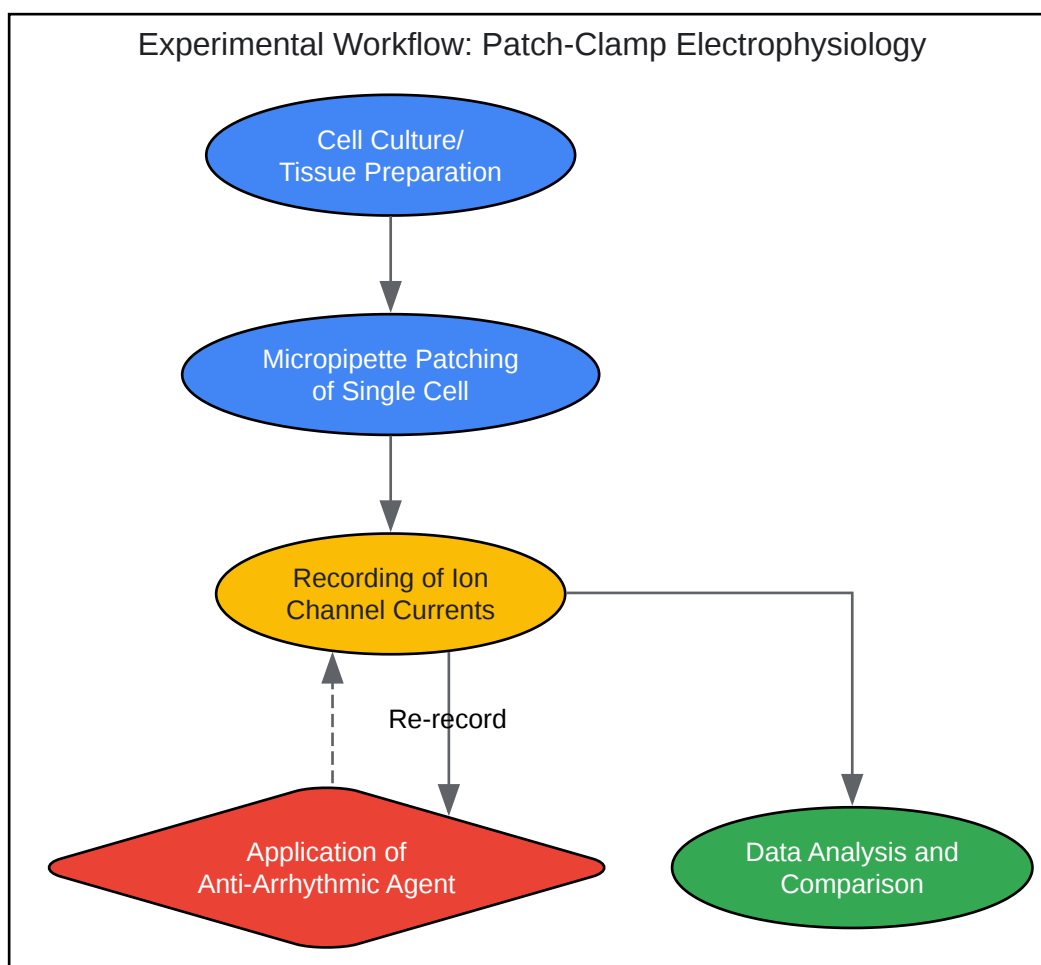 Experimental Workflow: Patch-Clamp Electrophysiology
Cell Culture/
Tissue Preparation
Micropipette Patching
of Single Cell
Recording of Ion
Channel Currents
Re-record
Application of
Anti-Arrhythmic Agent
Data Analysis and
Comparison